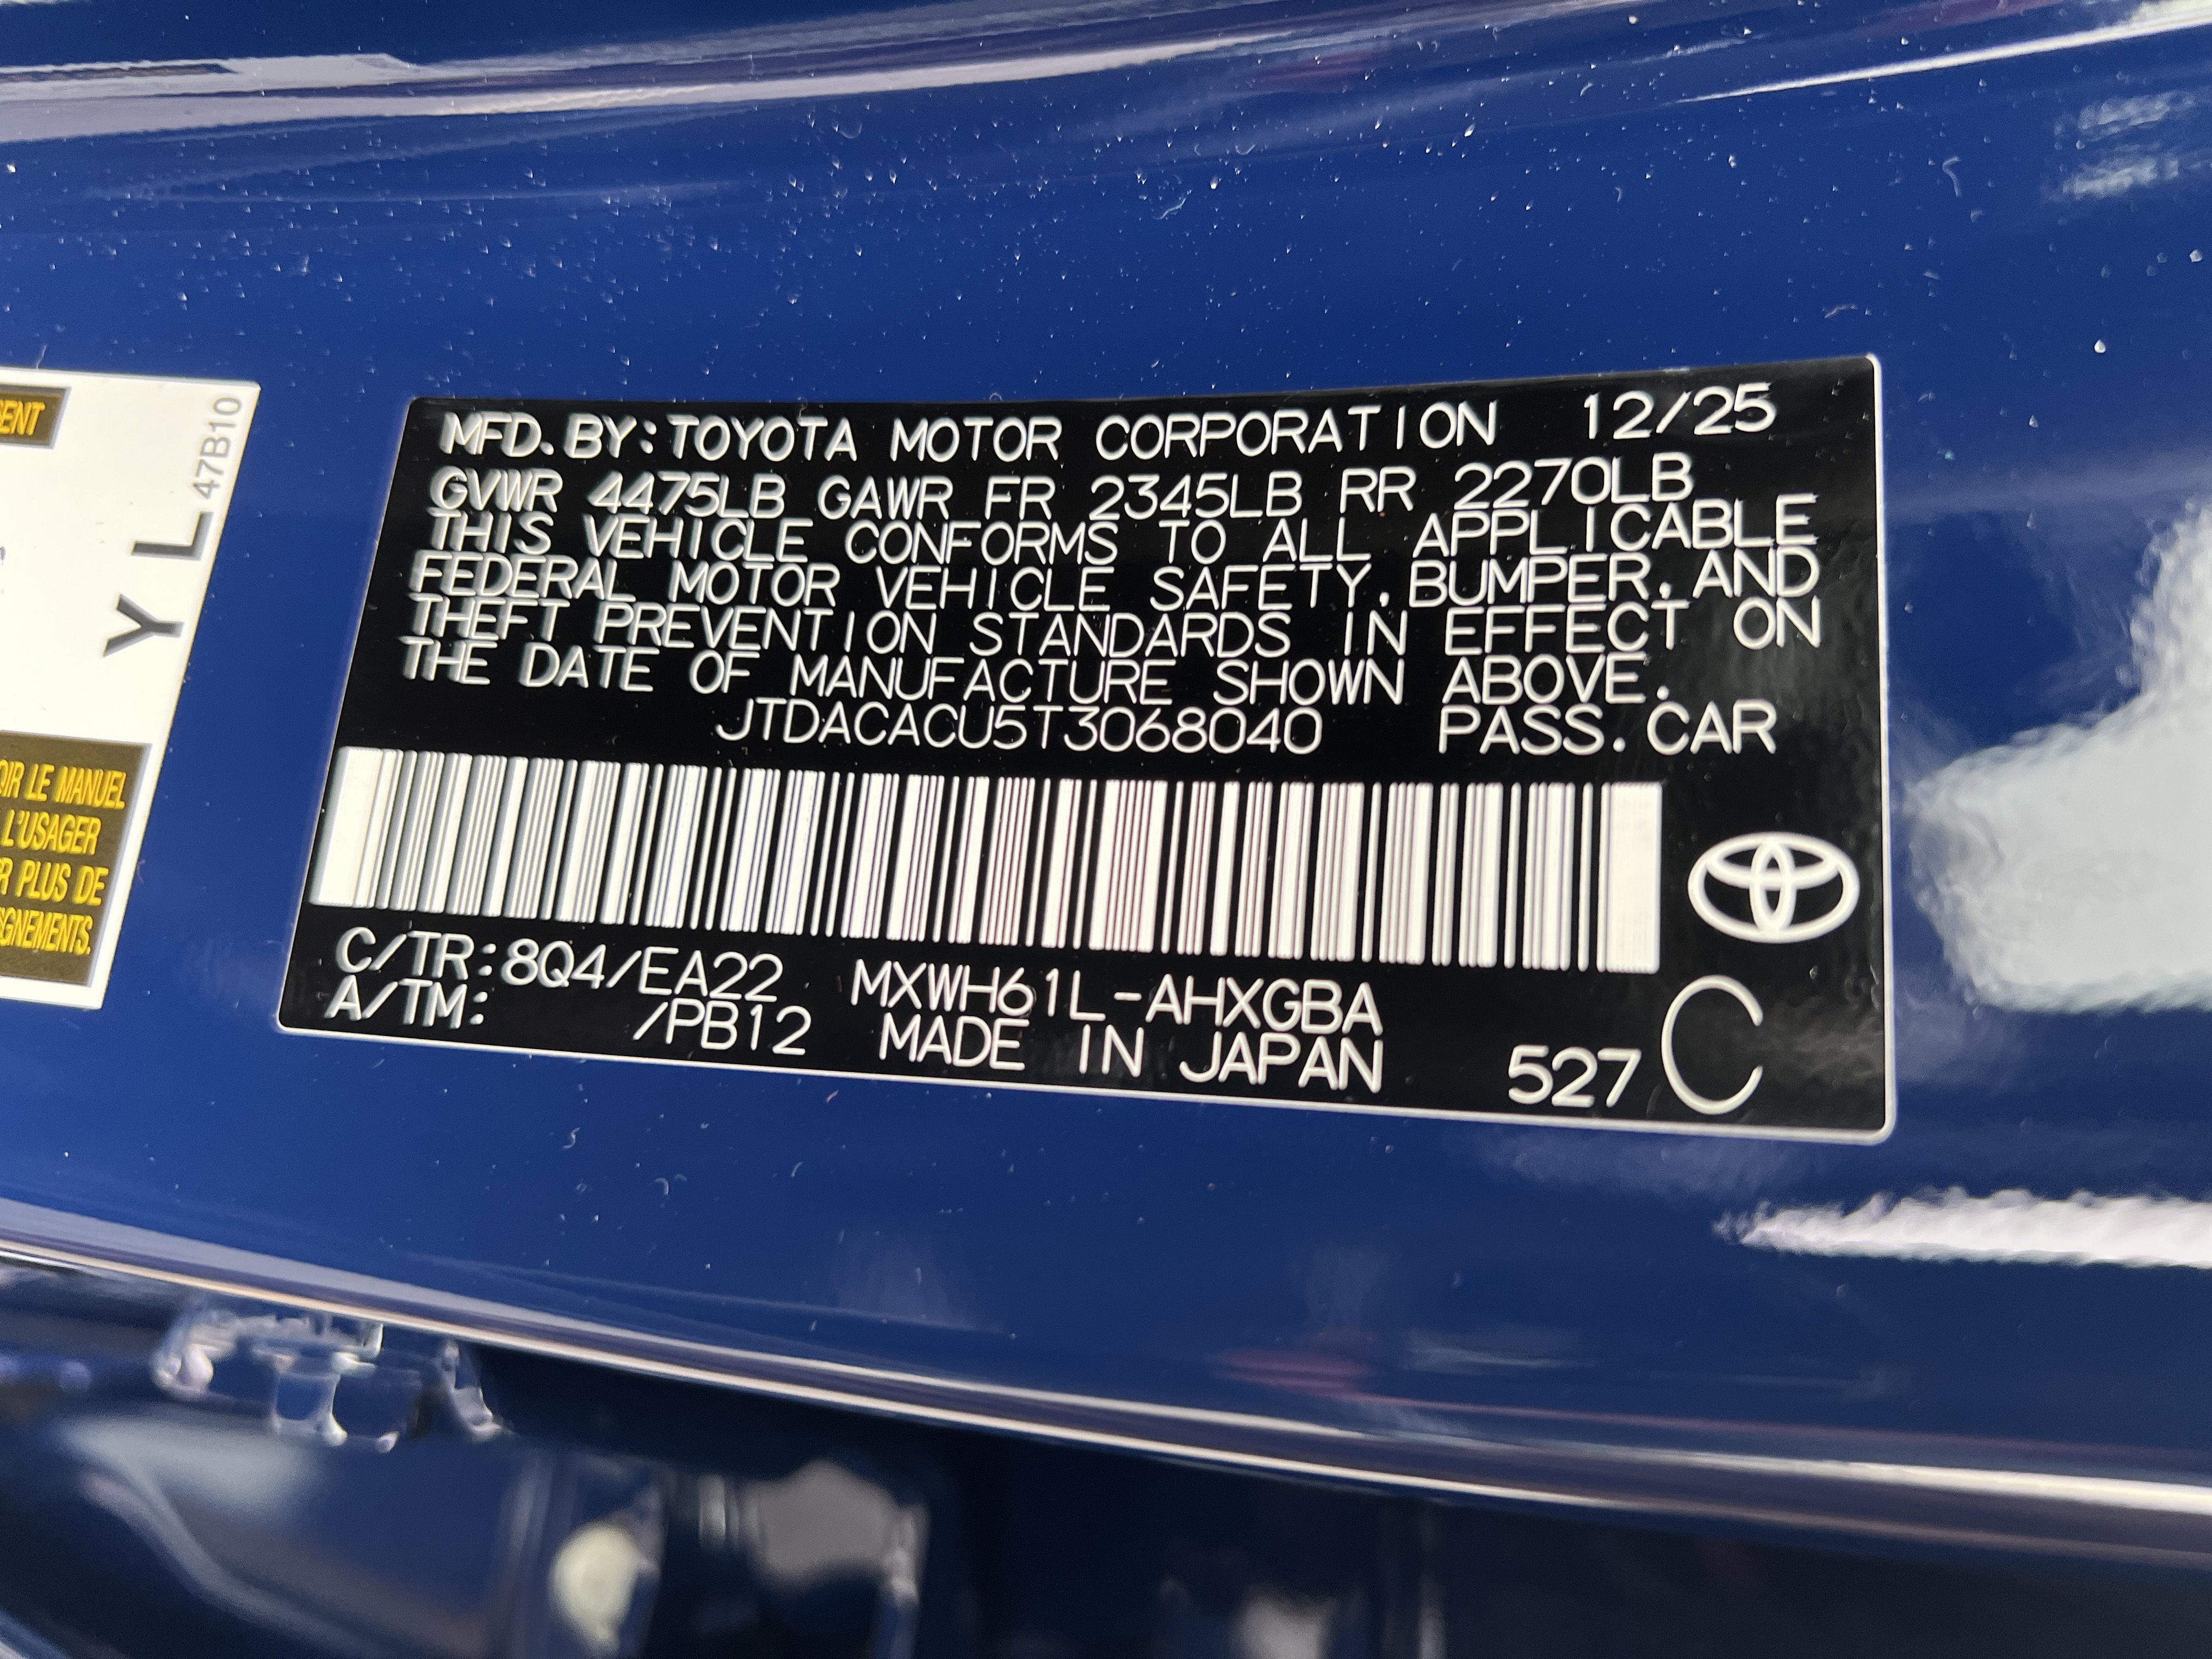 MFD. BY: TOYOTA MOTOR CORPORATION 12/25
GVWR 4475LB GAWR FR 2345LB RR 2270LB
THIS VEHICLE CONFORMS TO ALL APPLICABLE
FEDERAL MOTOR VEHICLE SAFETY, BUMPER, AND
THEFT PREVENTION STANDARDS IN EFFECT ON
THE DATE OF MANUFACTURE SHOWN ABOVE.
JTDACACU5T3068040 PASS. CAR
C/TR: 8Q4/EA22 MXWH61L-AHXGBA
A/TM: /PB12 MADE IN JAPAN 527 C
YL 47B10
LE MANUEL
L'USAGER
PLUS DE